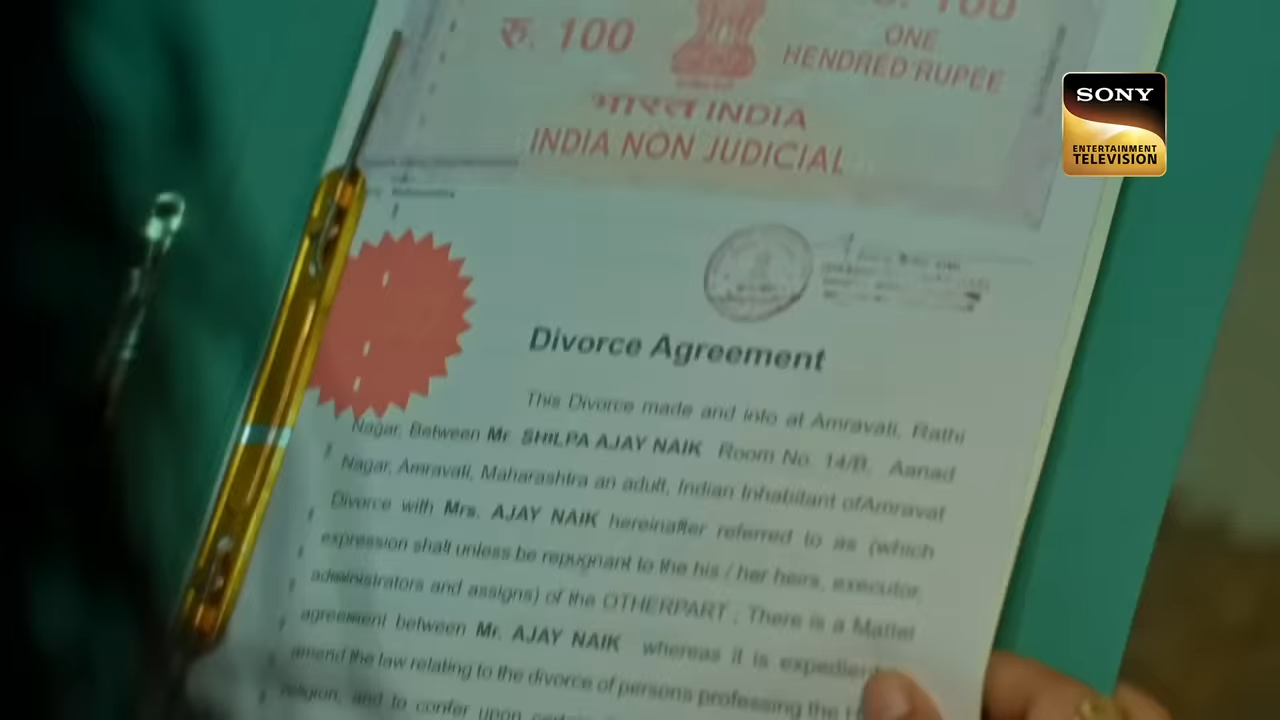 रु. 100
100
ONE
HENDRED RUPEE
भारत INDIA
INDIA NON JUDICIAL
SONY
ENTERTAINMENT
TELEVISION
Divorce Agreement
This Divorce made and into at Amravati, Rathi
Nagar, Between Mr SHILPA AJAY NAIK Room No. 14/B, Aanad
Nagar, Amravati, Maharashtra an adult, Indian Inhabitant ofAmravat
Divorce with Mrs. AJAY NAIK hereinafter referred to as (which
expression shall unless be repugnant to the his / her heirs, executor,
administrators and assigns) of the OTHERPART . There is a Matter
agreement between Mr. AJAY NAIK whereas it is expedient
amend the law relating to the divorce of persons professing the
religion, and to confer upon